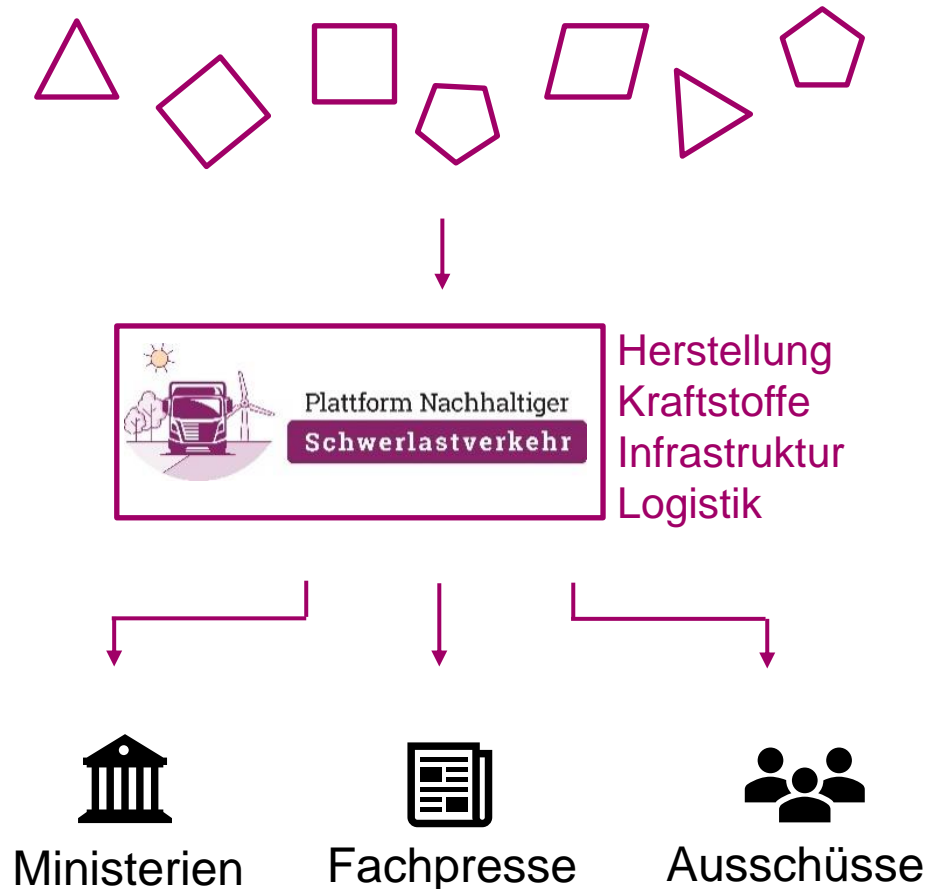 Plattform Nachhaltiger
Schwerlastverkehr
Herstellung
Kraftstoffe
Infrastruktur
Logistik
Ministerien
Fachpresse
Ausschüsse